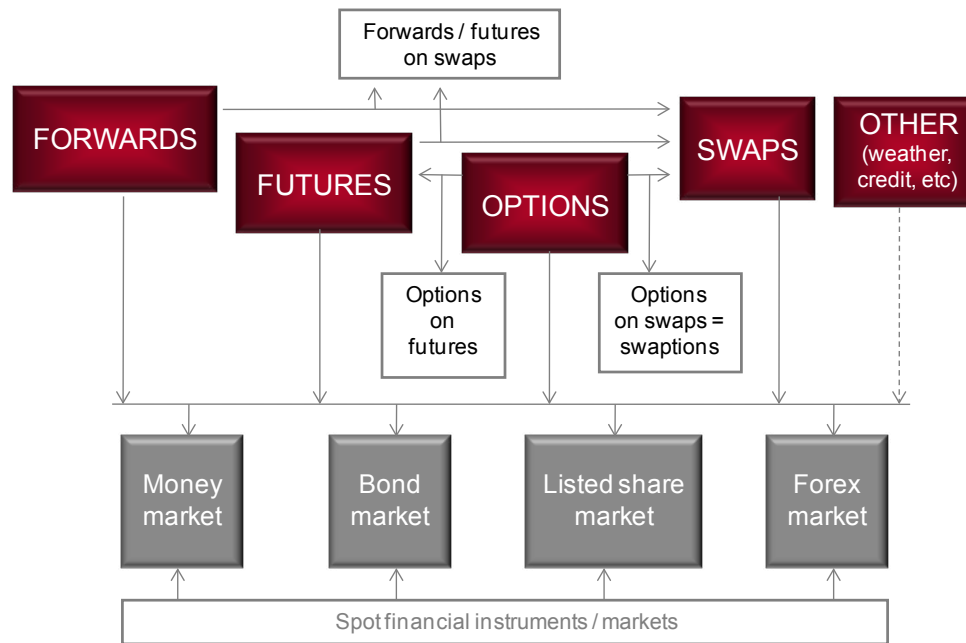 Forwards / futures
on swaps
FORWARDS
FUTURES
OPTIONS
SWAPS
OTHER
(weather,
credit, etc)
Options
on
futures
Options
on swaps =
swaptions
Money
market
Bond
market
Listed share
market
Forex
market
Spot financial instruments / markets